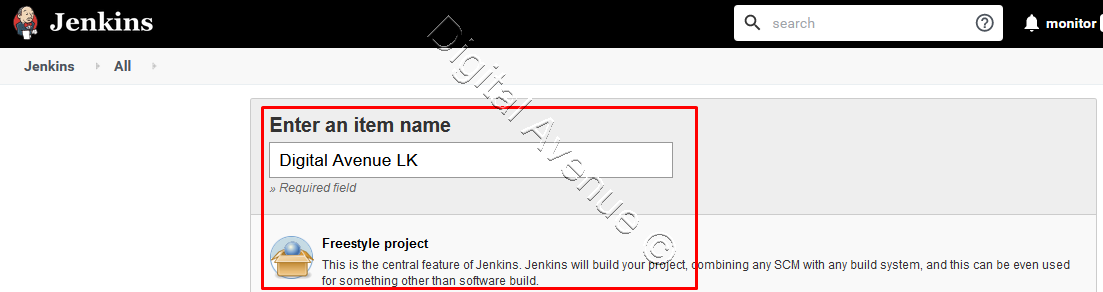 Jenkins
search
monitor
Jenkins
All
Enter an item name
Digital Avenue LK
» Required field
Freestyle project
This is the central feature of Jenkins. Jenkins will build your project, combining any SCM with any build system, and this can be even used
for something other than software build.
Digital Avenue ©